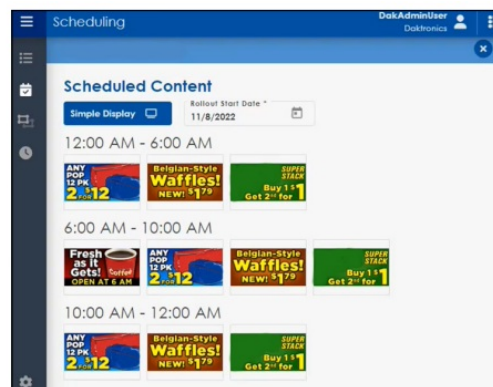 Scheduling
DakAdminUser
Daktronics
Scheduled Content
Simple Display
Rollout Start Date *
11/8/2022
12:00 AM - 6:00 AM
ANY
POP
12 PK
2 FOR $12
Belgian-Style
Waffles!
NEW! $1.79
SUPER
STACK
Buy 1 $1
Get 2nd for
6:00 AM - 10:00 AM
Fresh
as it
Gets! Coffee
OPEN AT 6 AM
ANY
POP
12 PK
2 FOR $12
Belgian-Style
Waffles!
NEW! $1.79
SUPER
STACK
Buy 1 $1
Get 2nd for
10:00 AM - 12:00 AM
ANY
POP
12 PK
2 FOR $12
Belgian-Style
Waffles!
NEW! $1.79
SUPER
STACK
Buy 1 $1
Get 2nd for